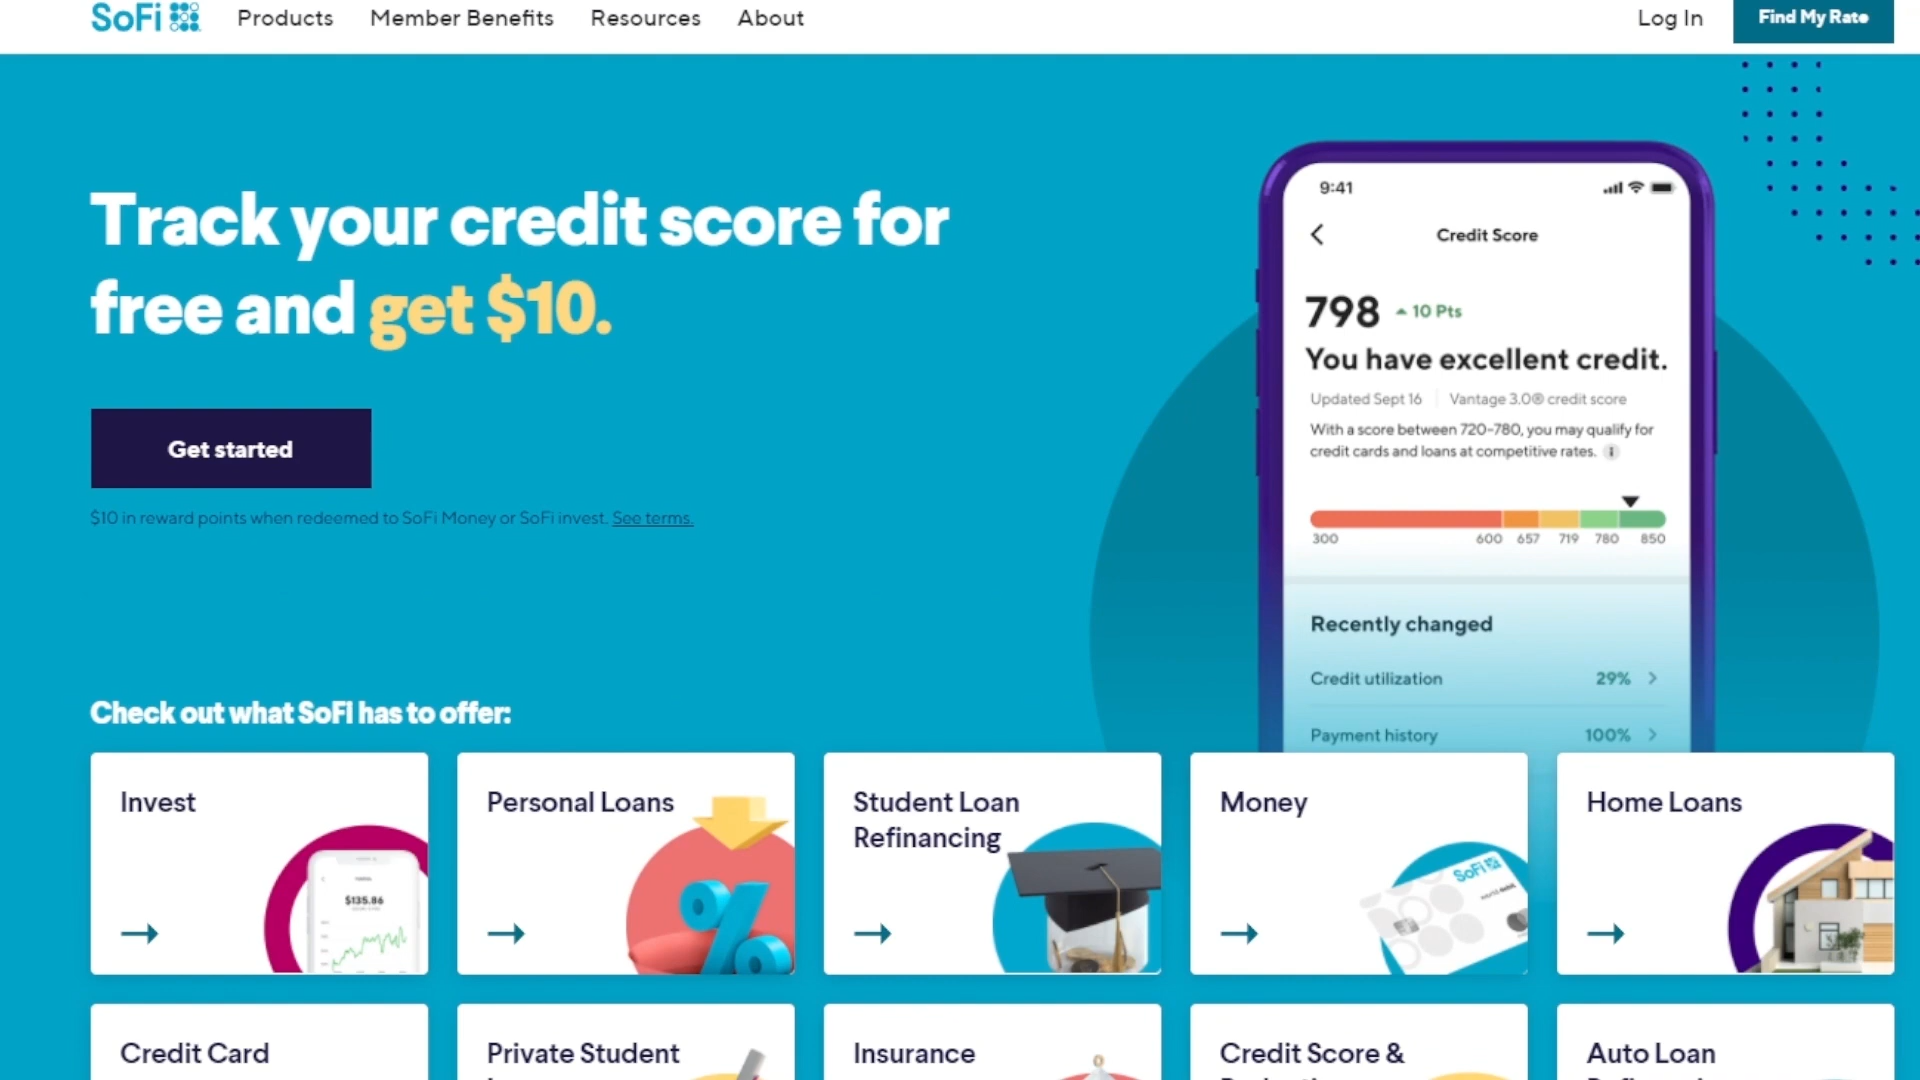 SoFi
Products
Member Benefits
Resources
About
Log In
Find My Rate
Track your credit score for
free and get $10.
Get started
$10 in reward points when redeemed to SoFi Money or SoFi invest. See terms.
9:41
Credit Score
798
10 Pts
You have excellent credit.
Updated Sept 16
Vantage 3.0® credit score
With a score between 720-780, you may qualify for
credit cards and loans at competitive rates.
300 600 657 719 780 850
Recently changed
Credit utilization 29%
Payment history 100%
Check out what SoFI has to offer:
Invest
$135.86
Personal Loans
Student Loan
Refinancing
Money
SoFi
Home Loans
Credit Card
Private Student
Insurance
Credit Score &
Auto Loan